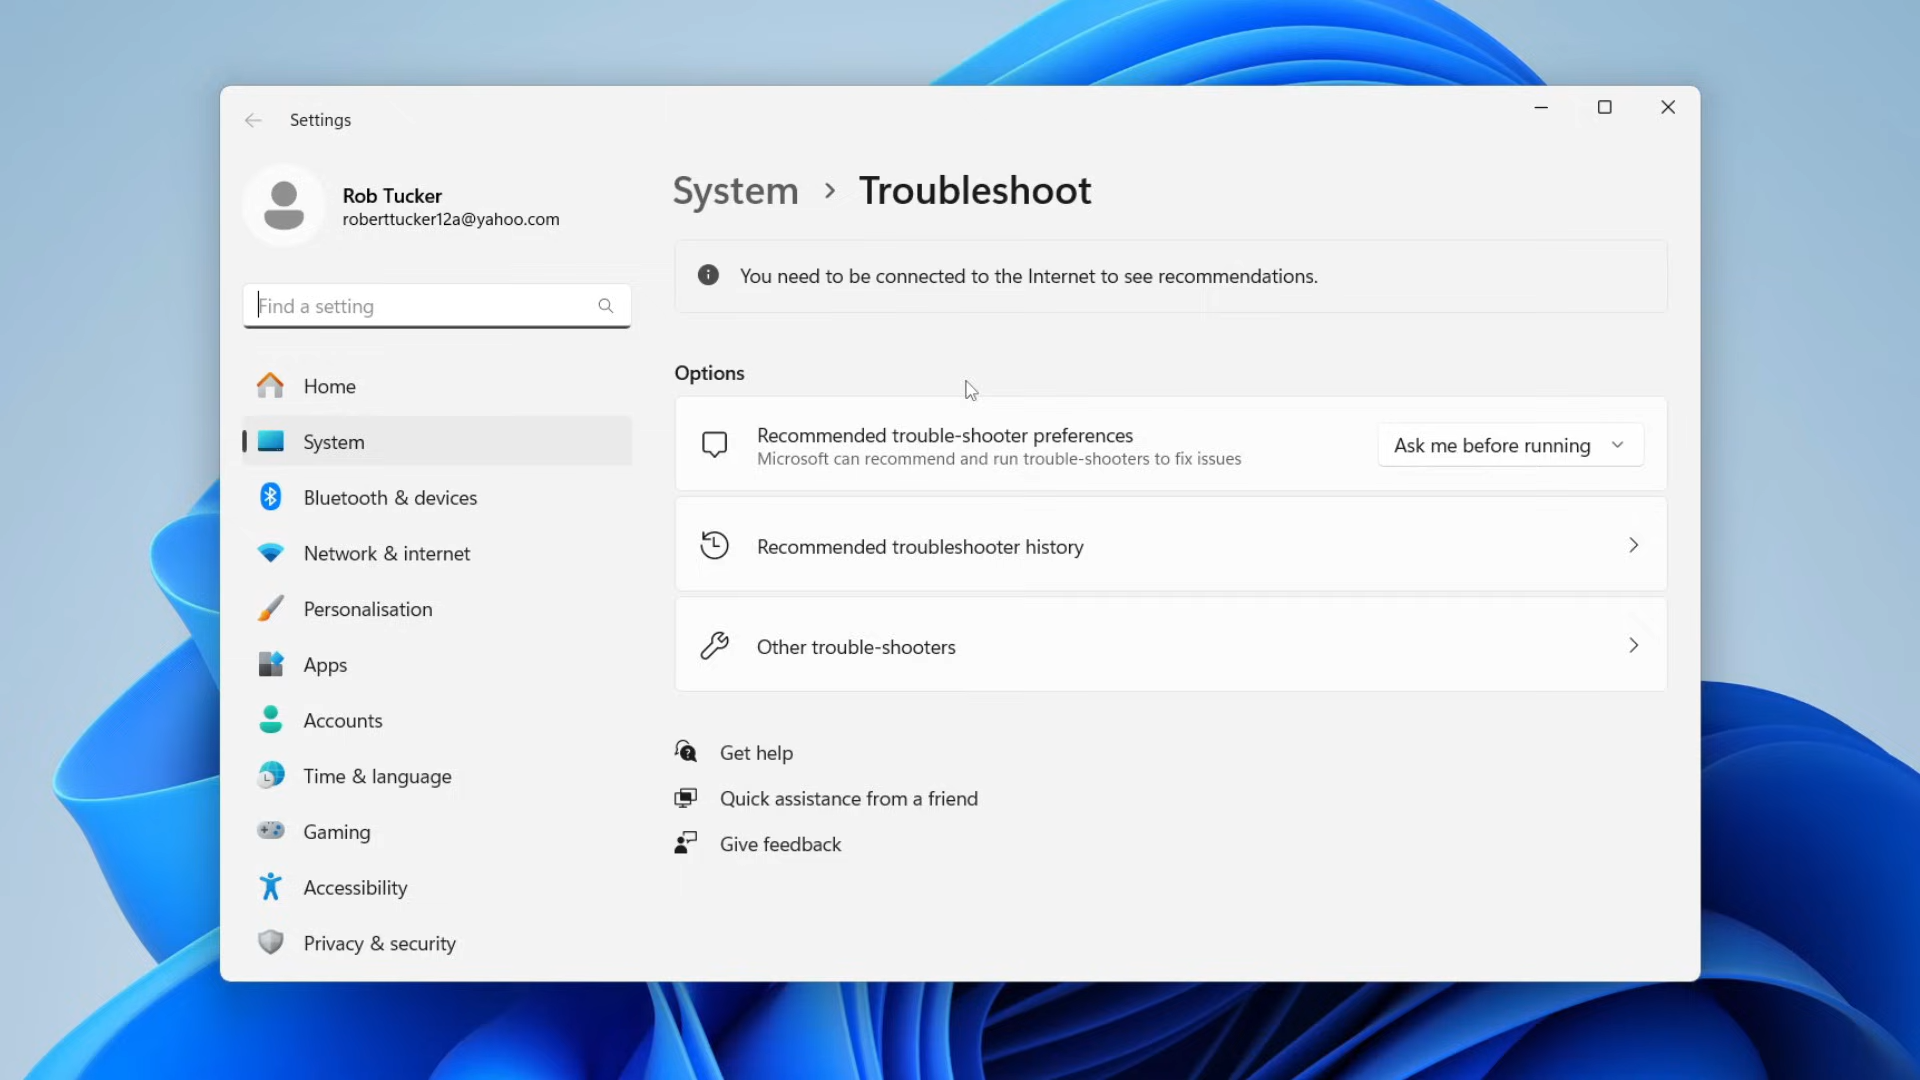 Settings
Rob Tucker
roberttucker12a@yahoo.com
Find a setting
Home
System
Bluetooth & devices
Network & internet
Personalisation
Apps
Accounts
Time & language
Gaming
Accessibility
Privacy & security
System > Troubleshoot
You need to be connected to the Internet to see recommendations.
Options
Recommended trouble-shooter preferences
Microsoft can recommend and run trouble-shooters to fix issues
Ask me before running
Recommended troubleshooter history
Other trouble-shooters
Get help
Quick assistance from a friend
Give feedback